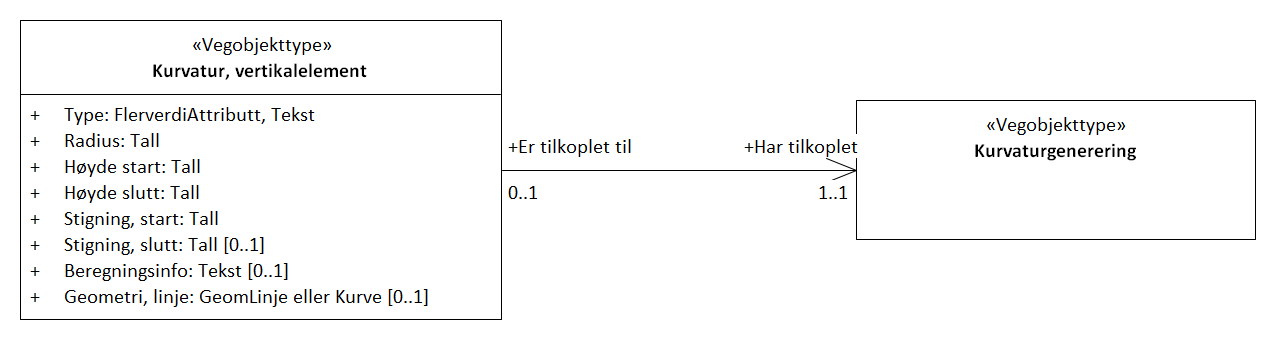 «Vegobjekttype»
Kurvatur, vertikalelement
+ Type: FlerverdiAttributt, Tekst
+ Radius: Tall
+ Høyde start: Tall
+ Høyde slutt: Tall
+ Stigning, start: Tall
+ Stigning, slutt: Tall [0..1]
+ Beregningsinfo: Tekst [0..1]
+ Geometri, linje: GeomLinje eller Kurve [0..1]
+Er tilkoplet til
0..1
+Har tilkoplet
1..1
«Vegobjekttype»
Kurvaturgenerering